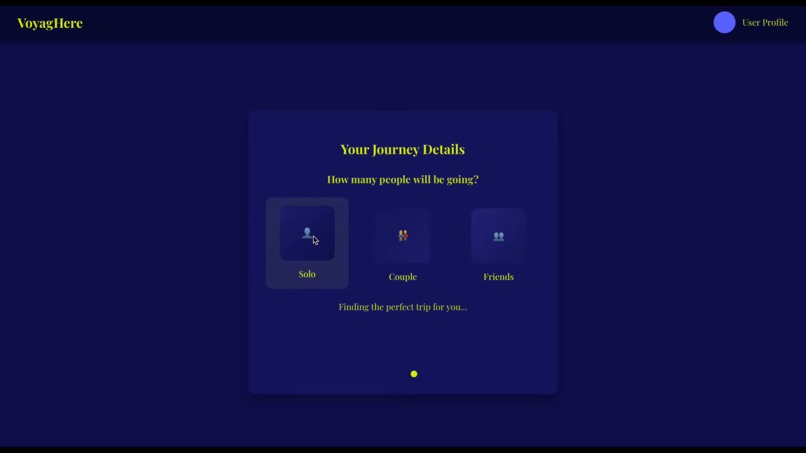 VoyagHere
User Profile
Your Journey Details
How many people will be going?
Solo
Couple
Friends
Finding the perfect trip for you...